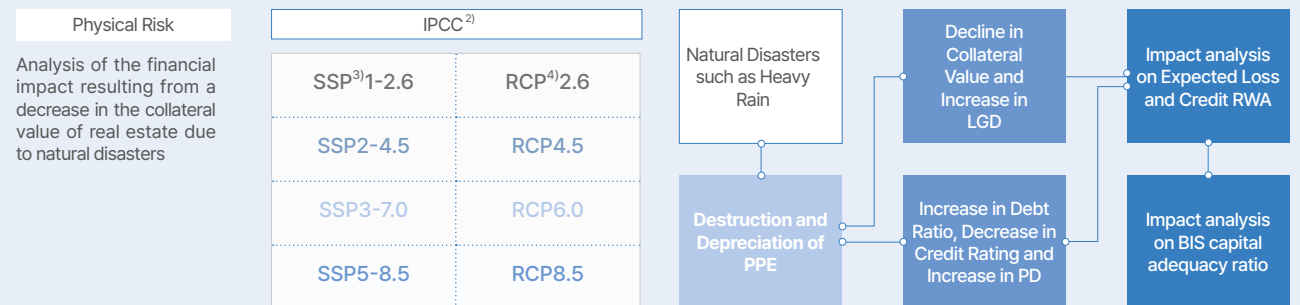 Physical Risk
Analysis of the financial
impact resulting from a
decrease in the collateral
value of real estate due
to natural disasters
IPCC 2)
SSP3)1-2.6
RCP4)2.6
SSP2-4.5
RCP4.5
SSP3-7.0
RCP6.0
SSP5-8.5
RCP8.5
Natural Disasters
such as Heavy
Rain
Destruction and
Depreciation of
PPE
Decline in
Collateral
Value and
Increase in
LGD
Increase in Debt
Ratio, Decrease in
Credit Rating and
Increase in PD
Impact analysis
on Expected Loss
and Credit RWA
Impact analysis
on BIS capital
adequacy ratio